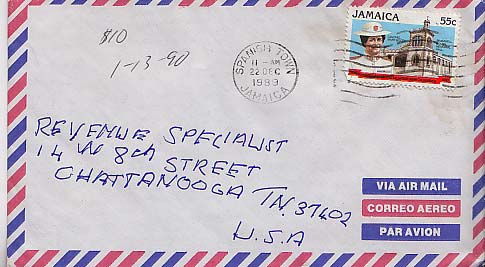 $10
1-13-90
JAMAICA 55c
SPANISH TOWN
11-AM
22 DEC
1989
JAMAICA
REVENUE SPECIALIST
14 W 8th STREET
CHATTANOOGA TN. 37402
U.S.A
VIA AIR MAIL
CORREO AEREO
PAR AVION